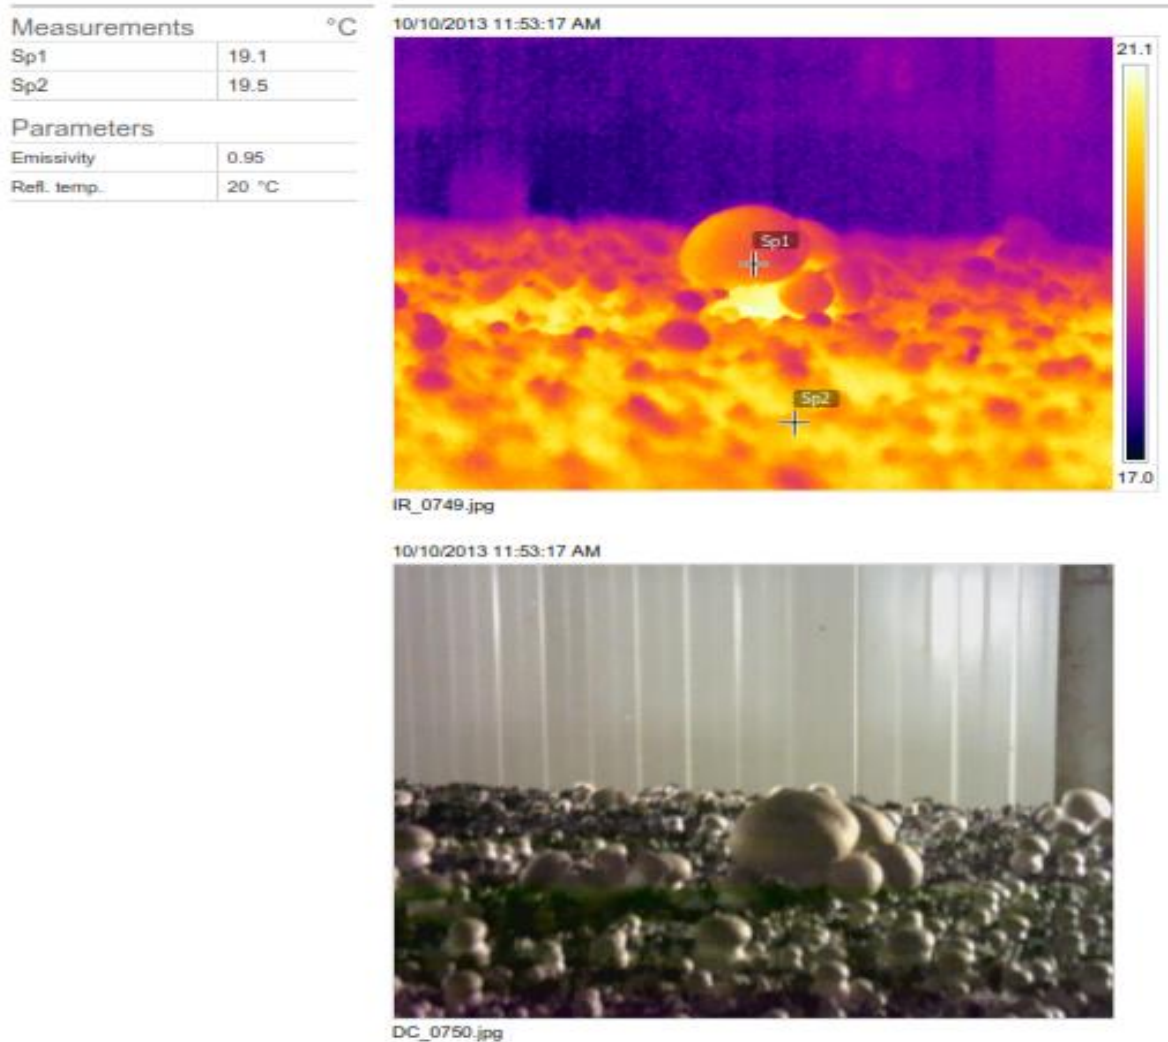 Measurements °C
Sp1 19.1
Sp2 19.5
Parameters
Emissivity 0.95
Refl. temp. 20 °C
10/10/2013 11:53:17 AM
21.1
Sp1
Sp2
17.0
IR_0749.jpg
10/10/2013 11:53:17 AM
DC_0750.jpg